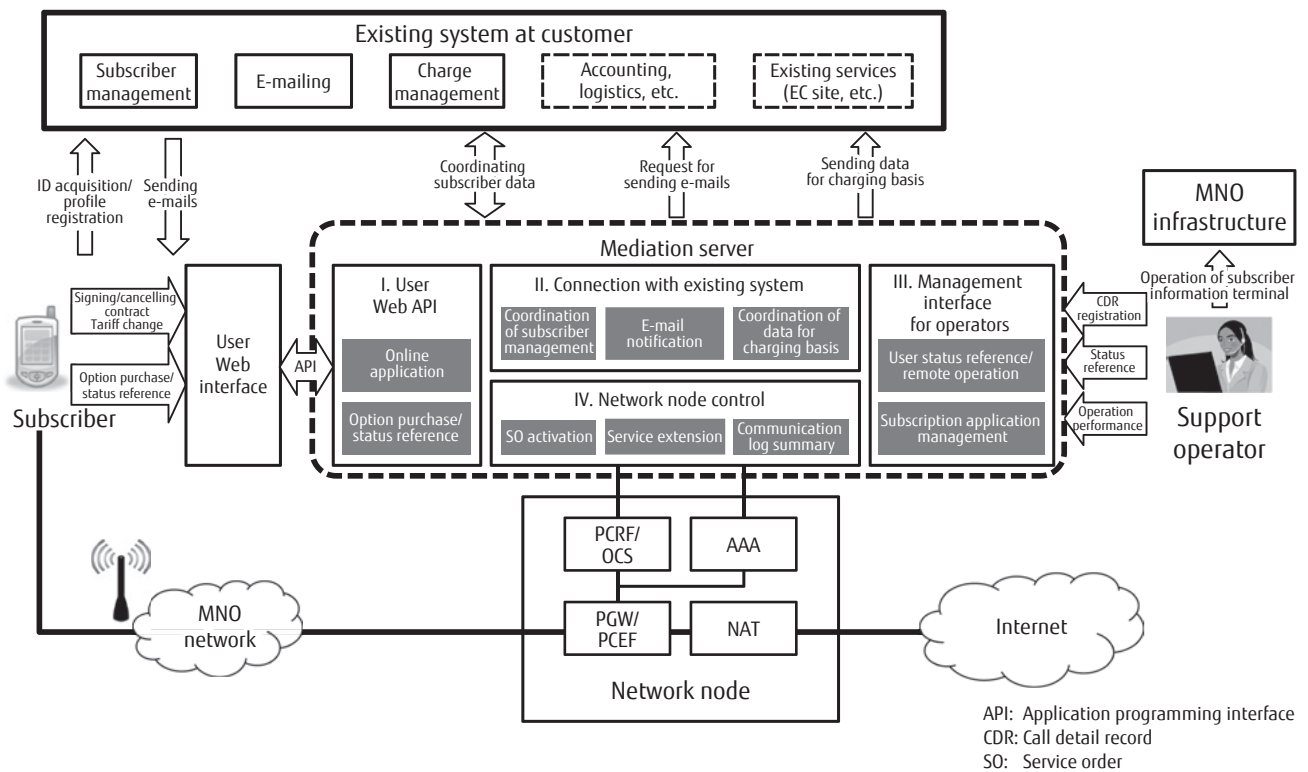 Existing system at customer
Subscriber
management
E-mailing
Charge
management
Accounting,
logistics, etc.
Existing services
(EC site, etc.)
ID acquisition/
profile
registration
Sending
e-mails
Coordinating
subscriber data
Request for
sending e-mails
Sending data
for charging basis
MNO
infrastructure
Operation of subscriber
information terminal
Mediation server
Signing/cancelling
contract
Tariff change
Option purchase/
status reference
Subscriber
User
Web
interface
API
I. User
Web API
Online
application
Option purchase/
status reference
II. Connection with existing system
Coordination
of subscriber
management
E-mail
notification
Coordination of
data for
charging basis
IV. Network node control
SO activation
Service extension
Communication
log summary
III. Management
interface
for operators
User status reference/
remote operation
Subscription application
management
CDR
registration
Status
reference
Operation
performance
Support
operator
PCRF/
OCS
AAA
PGW/
PCEF
NAT
Network node
MNO
network
Internet
API: Application programming interface
CDR: Call detail record
SO: Service order